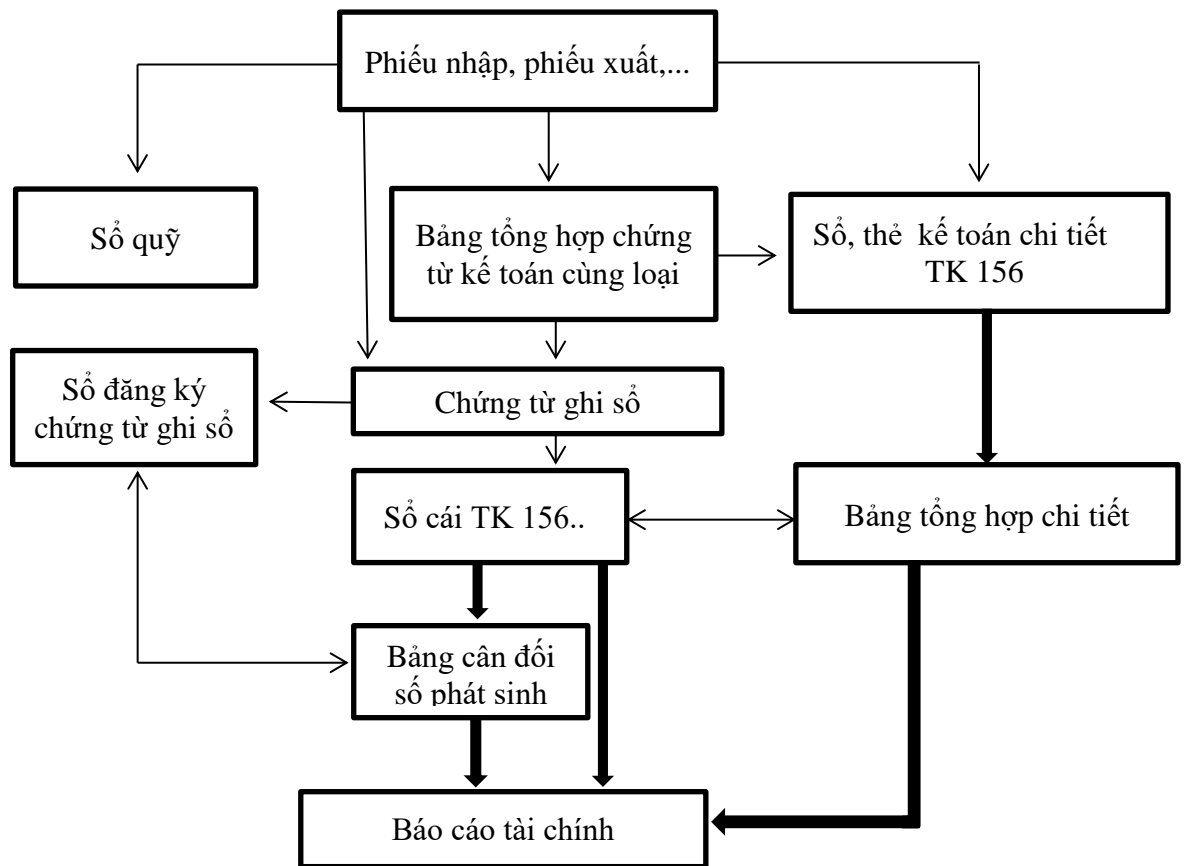 Phiếu nhập, phiếu xuất,...
Sổ quỹ
Bảng tổng hợp chứng
từ kế toán cùng loại
Sổ, thẻ kế toán chi tiết
TK 156
Sổ đăng ký
chứng từ ghi sổ
Chứng từ ghi sổ
Sổ cái TK 156..
Bảng tổng hợp chi tiết
Bảng cân đối
số phát sinh
Báo cáo tài chính